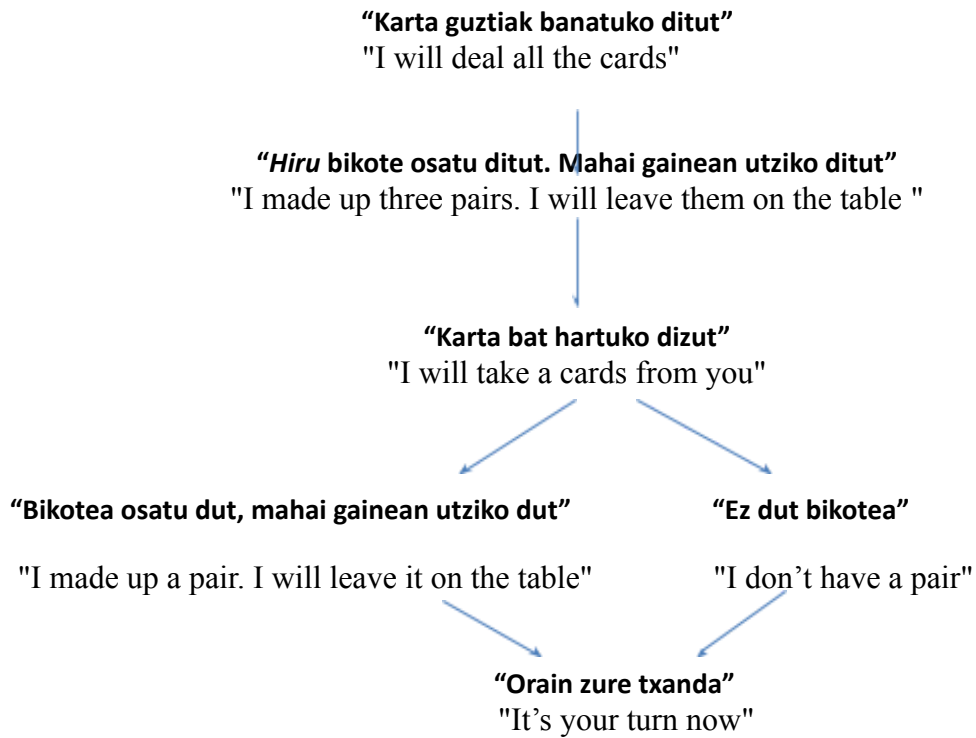 “Karta guztiak banatuko ditut”
"I will deal all the cards"
“Hiru bikote osatu ditut. Mahai gainean utziko ditut”
"I made up three pairs. I will leave them on the table "
“Karta bat hartuko dizut”
"I will take a cards from you"
“Bikotea osatu dut, mahai gainean utziko dut”
“Ez dut bikotea”
"I made up a pair. I will leave it on the table"
"I don’t have a pair"
“Orain zure txanda”
"It’s your turn now"